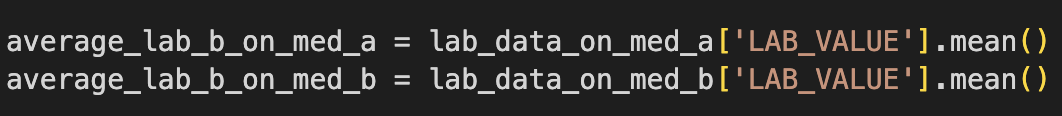 average_lab_b_on_med_a = lab_data_on_med_a['LAB_VALUE'].mean()
average_lab_b_on_med_b = lab_data_on_med_b['LAB_VALUE'].mean()